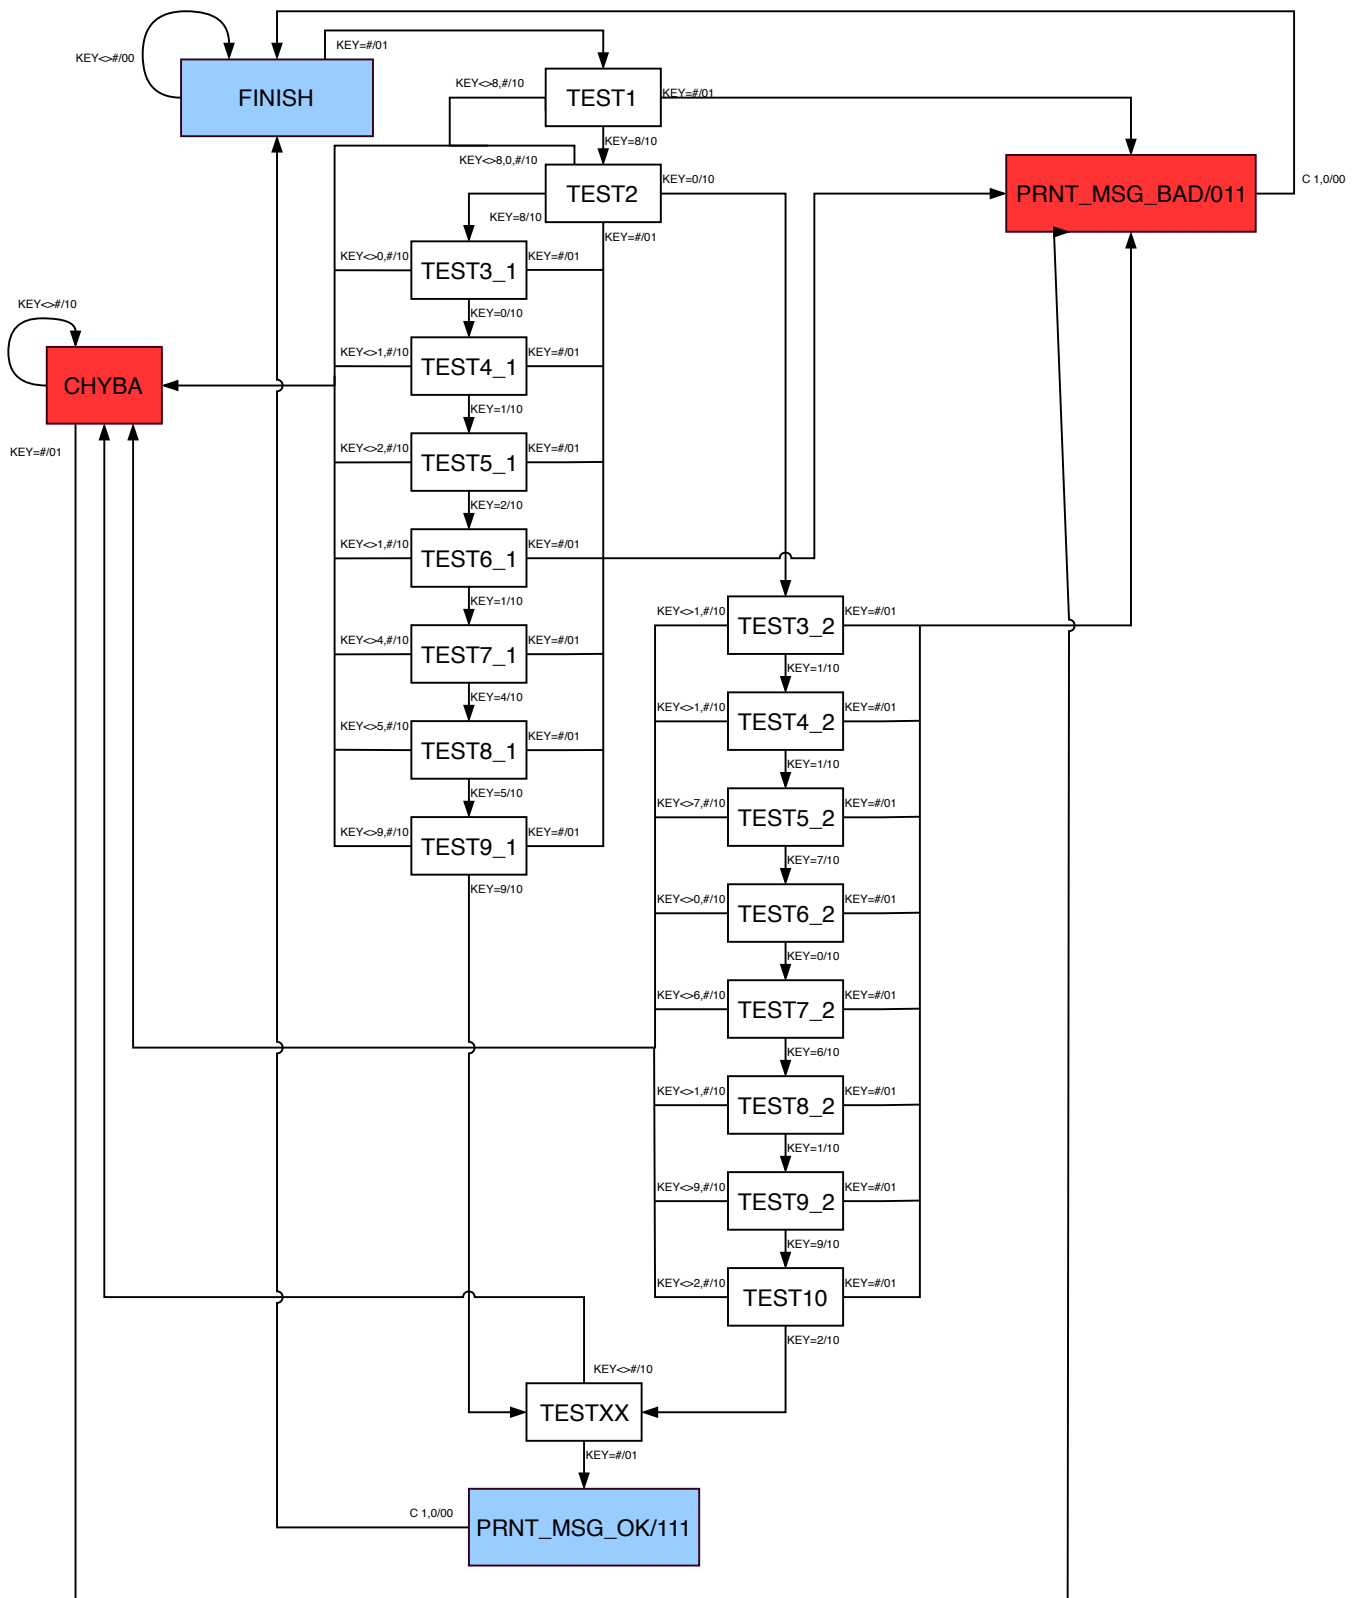 KEY=#/01
KEY<>#/00
FINISH
KEY<>8,#/10
TEST1
KEY=#/01
KEY=8/10
KEY<>8,0,#/10
TEST2
KEY=0/10
PRNT_MSG_BAD/011
C 1,0/00
KEY=8/10
KEY=#/01
KEY<>0,#/10
TEST3_1
KEY=#/01
KEY<>#/10
KEY=0/10
KEY<>1,#/10
TEST4_1
KEY=#/01
CHYBA
KEY=1/10
KEY=#/01
KEY<>2,#/10
TEST5_1
KEY=#/01
KEY=2/10
KEY<>1,#/10
TEST6_1
KEY=#/01
KEY=1/10
KEY<>1,#/10
TEST3_2
KEY=#/01
KEY<>4,#/10
TEST7_1
KEY=#/01
KEY=1/10
KEY=4/10
KEY<>1,#/10
TEST4_2
KEY=#/01
KEY<>5,#/10
TEST8_1
KEY=#/01
KEY=1/10
KEY=5/10
KEY<>7,#/10
TEST5_2
KEY=#/01
KEY<>9,#/10
TEST9_1
KEY=#/01
KEY=7/10
KEY=9/10
KEY<>0,#/10
TEST6_2
KEY=#/01
KEY=0/10
KEY<>6,#/10
TEST7_2
KEY=#/01
KEY=6/10
KEY<>1,#/10
TEST8_2
KEY=#/01
KEY=1/10
KEY<>9,#/10
TEST9_2
KEY=#/01
KEY=9/10
KEY<>2,#/10
TEST10
KEY=#/01
KEY=2/10
KEY<>#/10
TESTXX
KEY=#/01
C 1,0/00
PRNT_MSG_OK/111